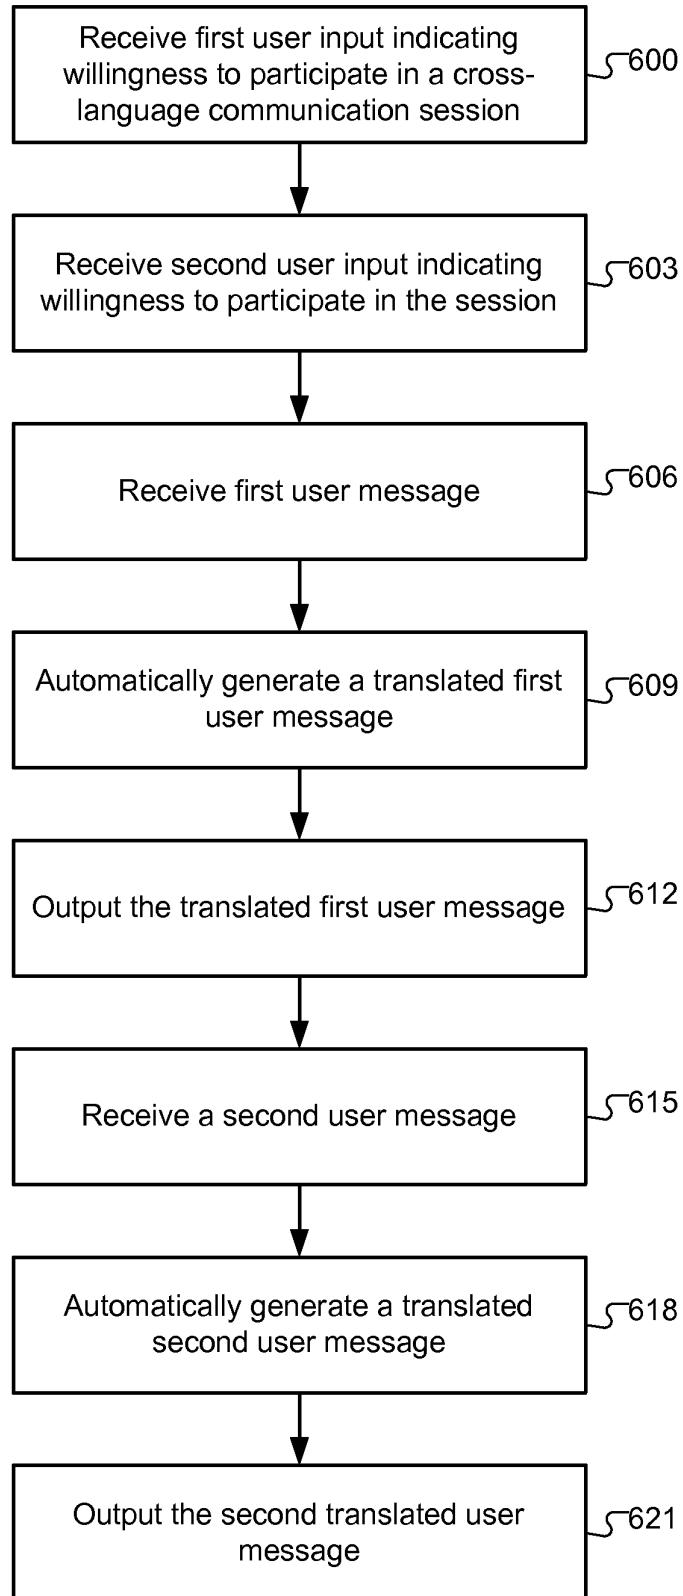 Receive first user input indicating
willingness to participate in a cross-
language communication session
600
Receive second user input indicating
willingness to participate in the session
603
Receive first user message
606
Automatically generate a translated first
user message
609
Output the translated first user message
612
Receive a second user message
615
Automatically generate a translated
second user message
618
Output the second translated user
message
621